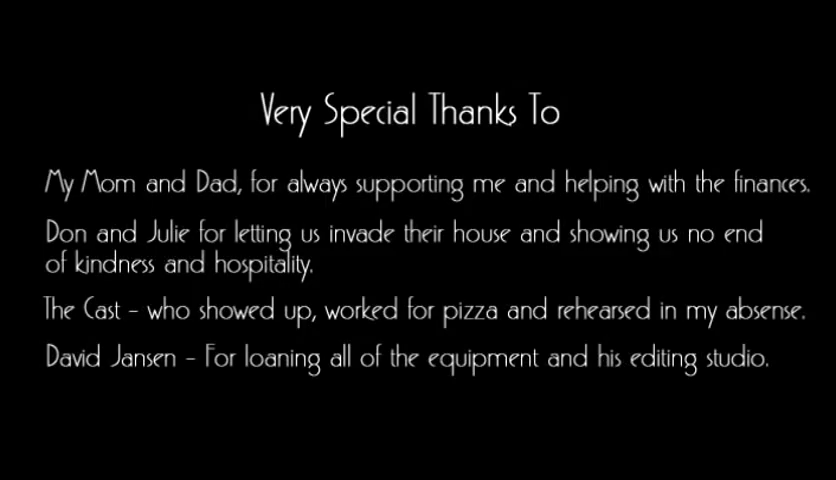 Very Special Thanks To
My Mom and Dad, for always supporting me and helping with the finances.
Don and Julie for letting us invade their house and showing us no end
of kindness and hospitality.
The Cast - who showed up, worked for pizza and rehearsed in my absense.
David Jansen - For loaning all of the equipment and his editing studio.